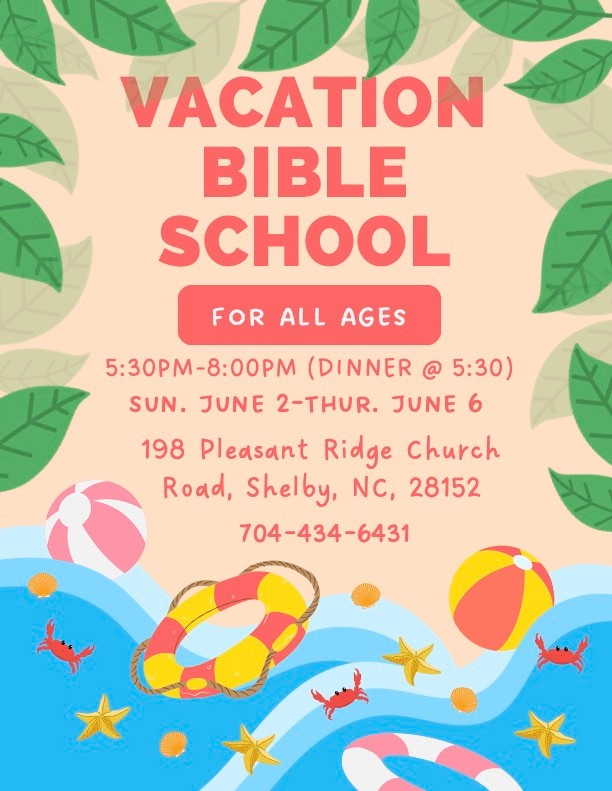 VACATION
BIBLE
SCHOOL
FOR ALL AGES
5:30PM-8:00PM (DINNER @ 5:30)
SUN. JUNE 2-THUR. JUNE 6
198 Pleasant Ridge Church
Road, Shelby, NC, 28152
704-434-6431